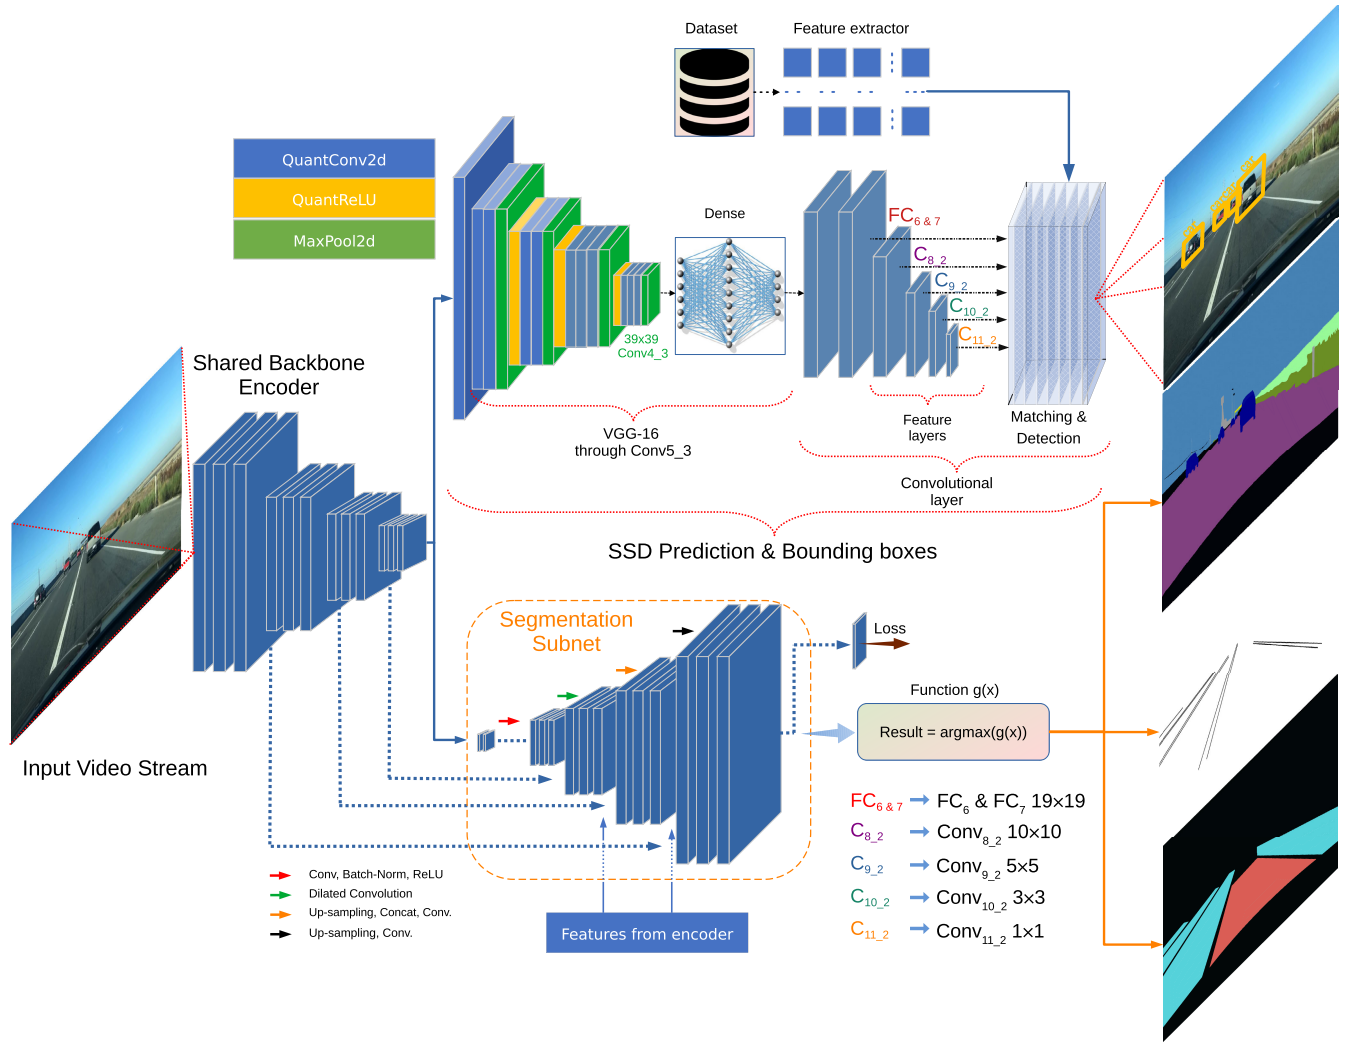 Dataset
Feature extractor
QuantConv2d
QuantReLU
MaxPool2d
Dense
FC6 & 7
C8_2
C9_2
C10_2
C11_2
39x39
Conv4_3
Shared Backbone
Encoder
VGG-16
through Conv5_3
Feature
layers
Matching &
Detection
Convolutional
layer
SSD Prediction & Bounding boxes
Input Video Stream
Segmentation
Subnet
Loss
Function g(x)
Result = argmax(g(x))
FC6 & 7 FC6 & FC7 19×19
C8_2 Conv8_2 10×10
C9_2 Conv9_2 5×5
C10_2 Conv10_2 3×3
C11_2 Conv11_2 1×1
Conv, Batch-Norm, ReLU
Dilated Convolution
Up-sampling, Concat, Conv.
Up-sampling, Conv.
Features from encoder